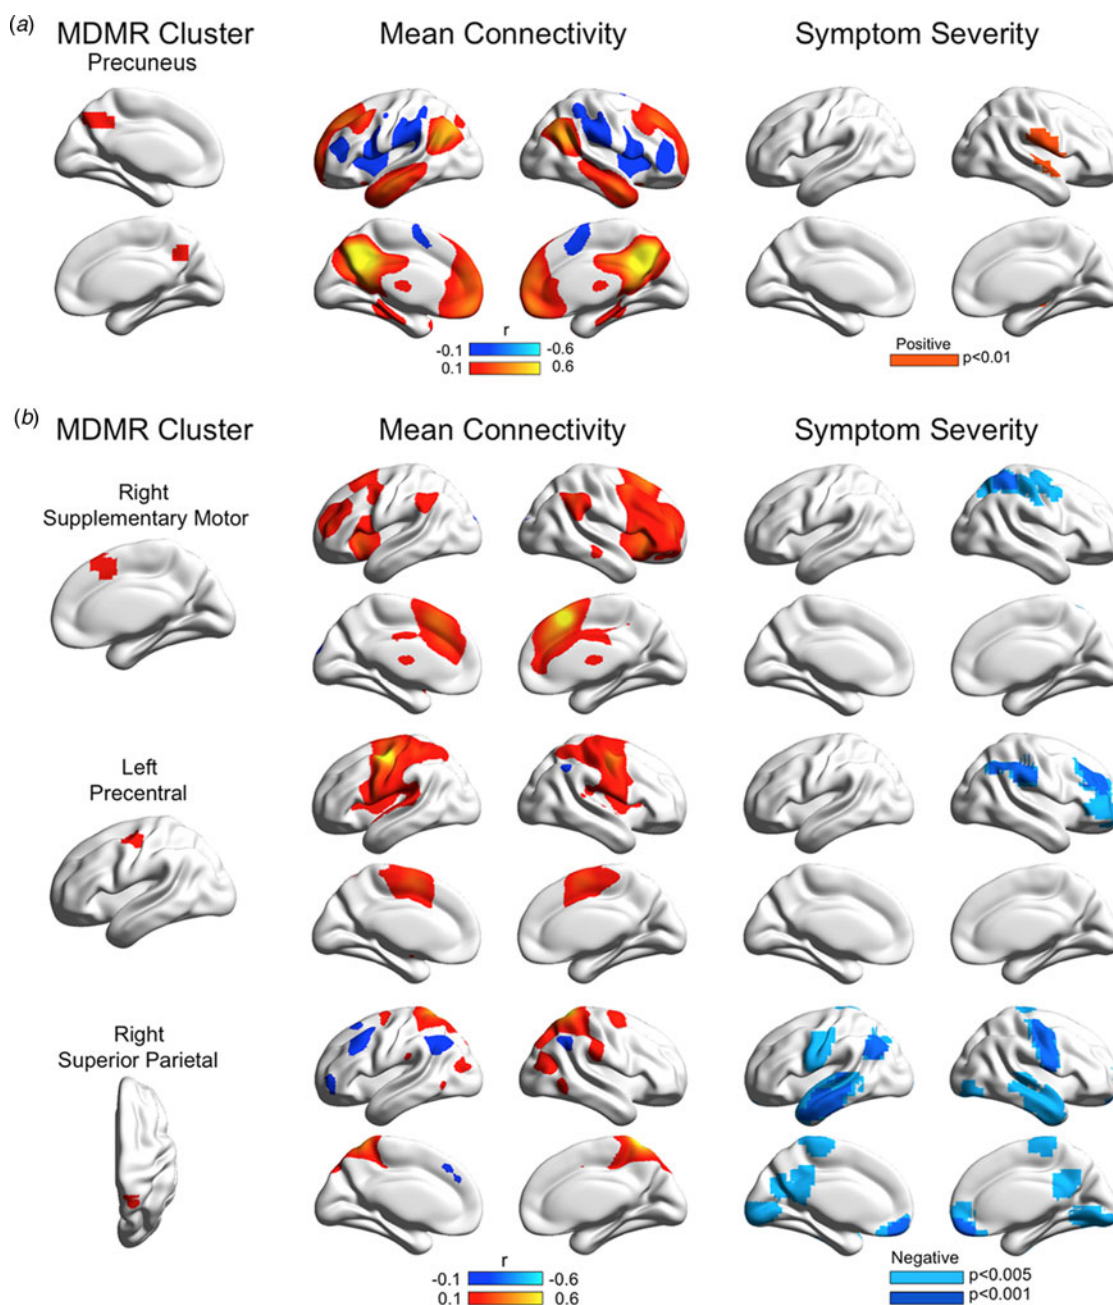 (a)
MDMR Cluster
Mean Connectivity
Symptom Severity
Precuneus
r
-0.1
-0.6
0.1
0.6
Positive
p<0.01
(b)
MDMR Cluster
Mean Connectivity
Symptom Severity
Right
Supplementary Motor
Left
Precentral
Right
Superior Parietal
r
-0.1
-0.6
0.1
0.6
Negative
p<0.005
p<0.001